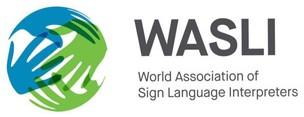 WASLI
World Association of
Sign Language Interpreters